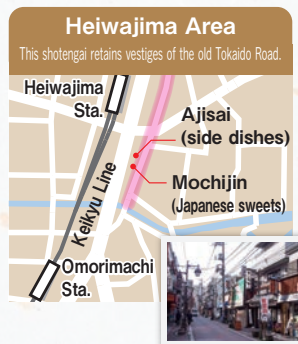 Heiwajima Area
This shotengai retains vestiges of the old Tokaido Road.
Heiwajima
Sta.
Ajisai
(side dishes)
Mochijin
(Japanese sweets)
Keikyu Line
Omorimachi
Sta.